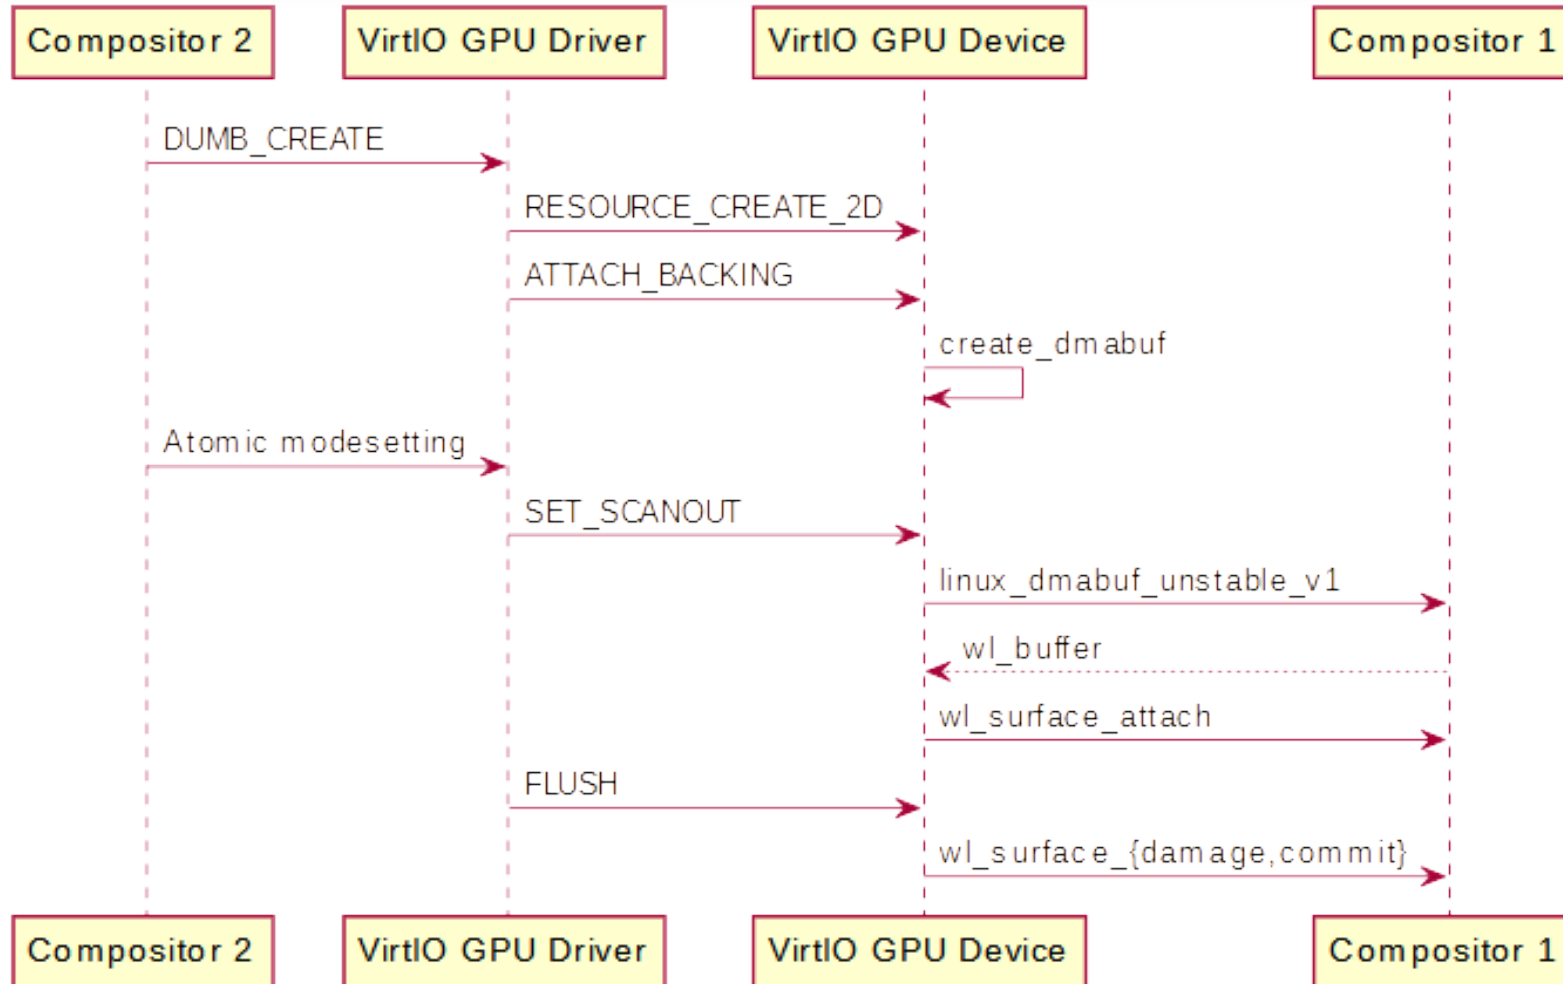 Compositor 2
VirtIO GPU Driver
VirtIO GPU Device
Compositor 1
DUMB_CREATE
RESOURCE_CREATE_2D
ATTACH_BACKING
create_dmabuf
Atomic modesetting
SET_SCANOUT
linux_dmabuf_unstable_v1
wl_buffer
wl_surface_attach
FLUSH
wl_surface_{damage,commit}
Compositor 2
VirtIO GPU Driver
VirtIO GPU Device
Compositor 1